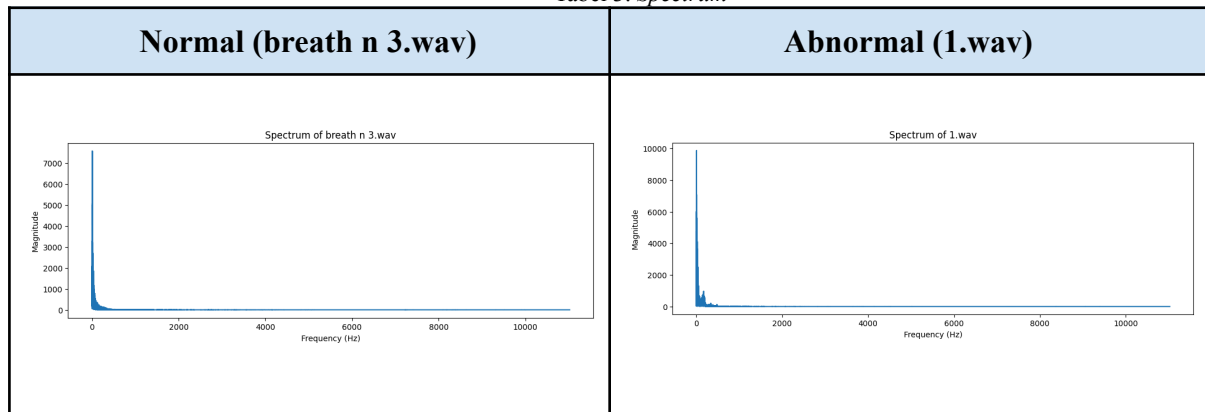 Normal (breath n 3.wav)
Abnormal (1.wav)
Spectrum of breath n 3.wav
7000
6000
5000
4000
3000
2000
1000
0
Magnitude
0 2000 4000 6000 8000 10000
Frequency (Hz)
Spectrum of 1.wav
10000
8000
6000
4000
2000
0
Magnitude
0 2000 4000 6000 8000 10000
Frequency (Hz)